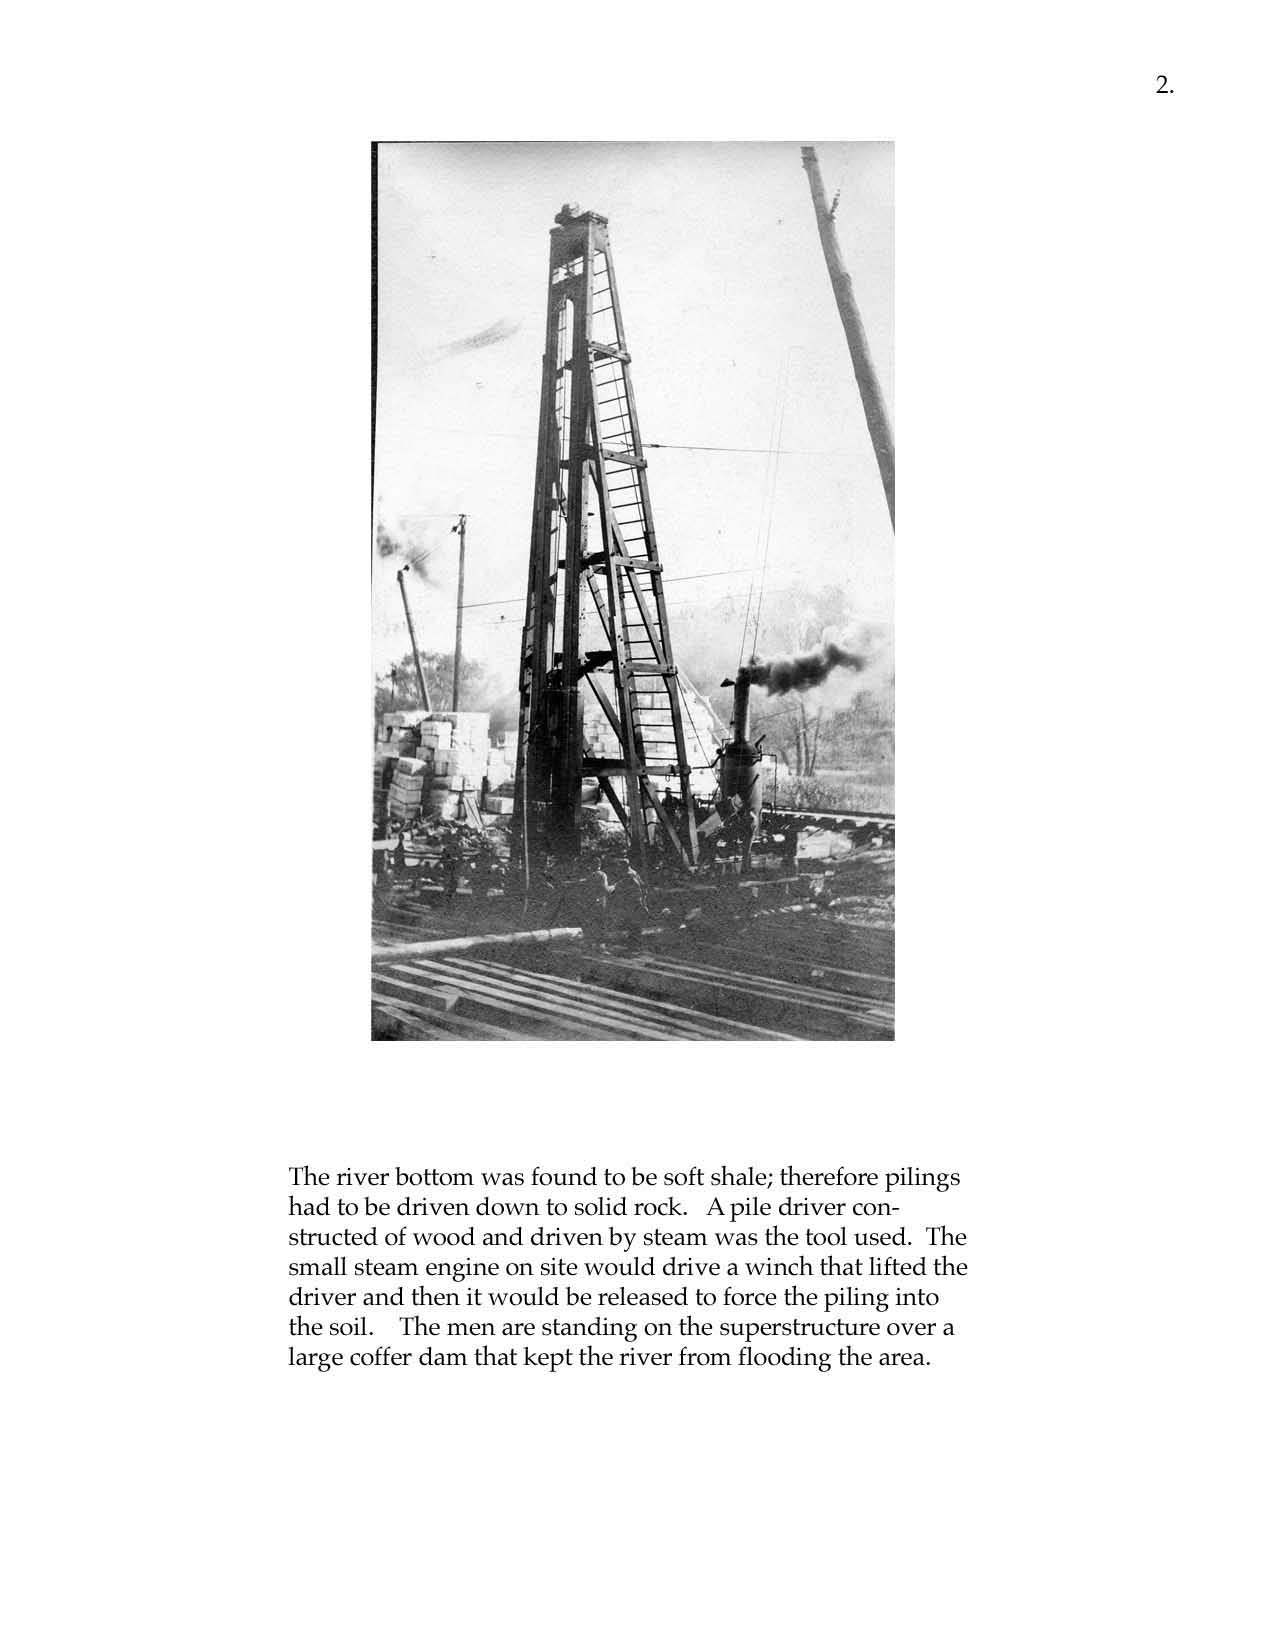 2.
The river bottom was found to be soft shale; therefore pilings
had to be driven down to solid rock.   A pile driver con-
structed of wood and driven by steam was the tool used.  The
small steam engine on site would drive a winch that lifted the
driver and then it would be released to force the piling into
the soil.    The men are standing on the superstructure over a
large coffer dam that kept the river from flooding the area.